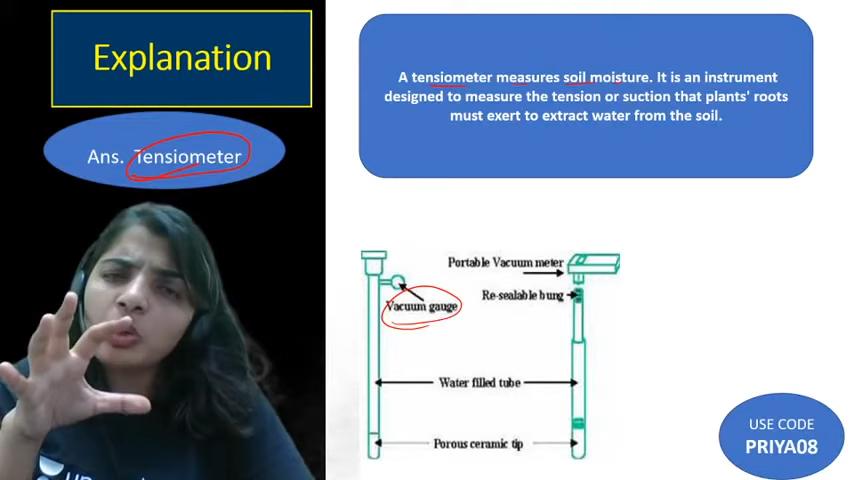 Explanation
Ans. Tensiometer
A tensiometer measures soil moisture. It is an instrument
designed to measure the tension or suction that plants' roots
must exert to extract water from the soil.
Portable Vacuum meter
Re-sealable bung
Vacuum gauge
Water filled tube
Porous ceramic tip
USE CODE
PRIYA08